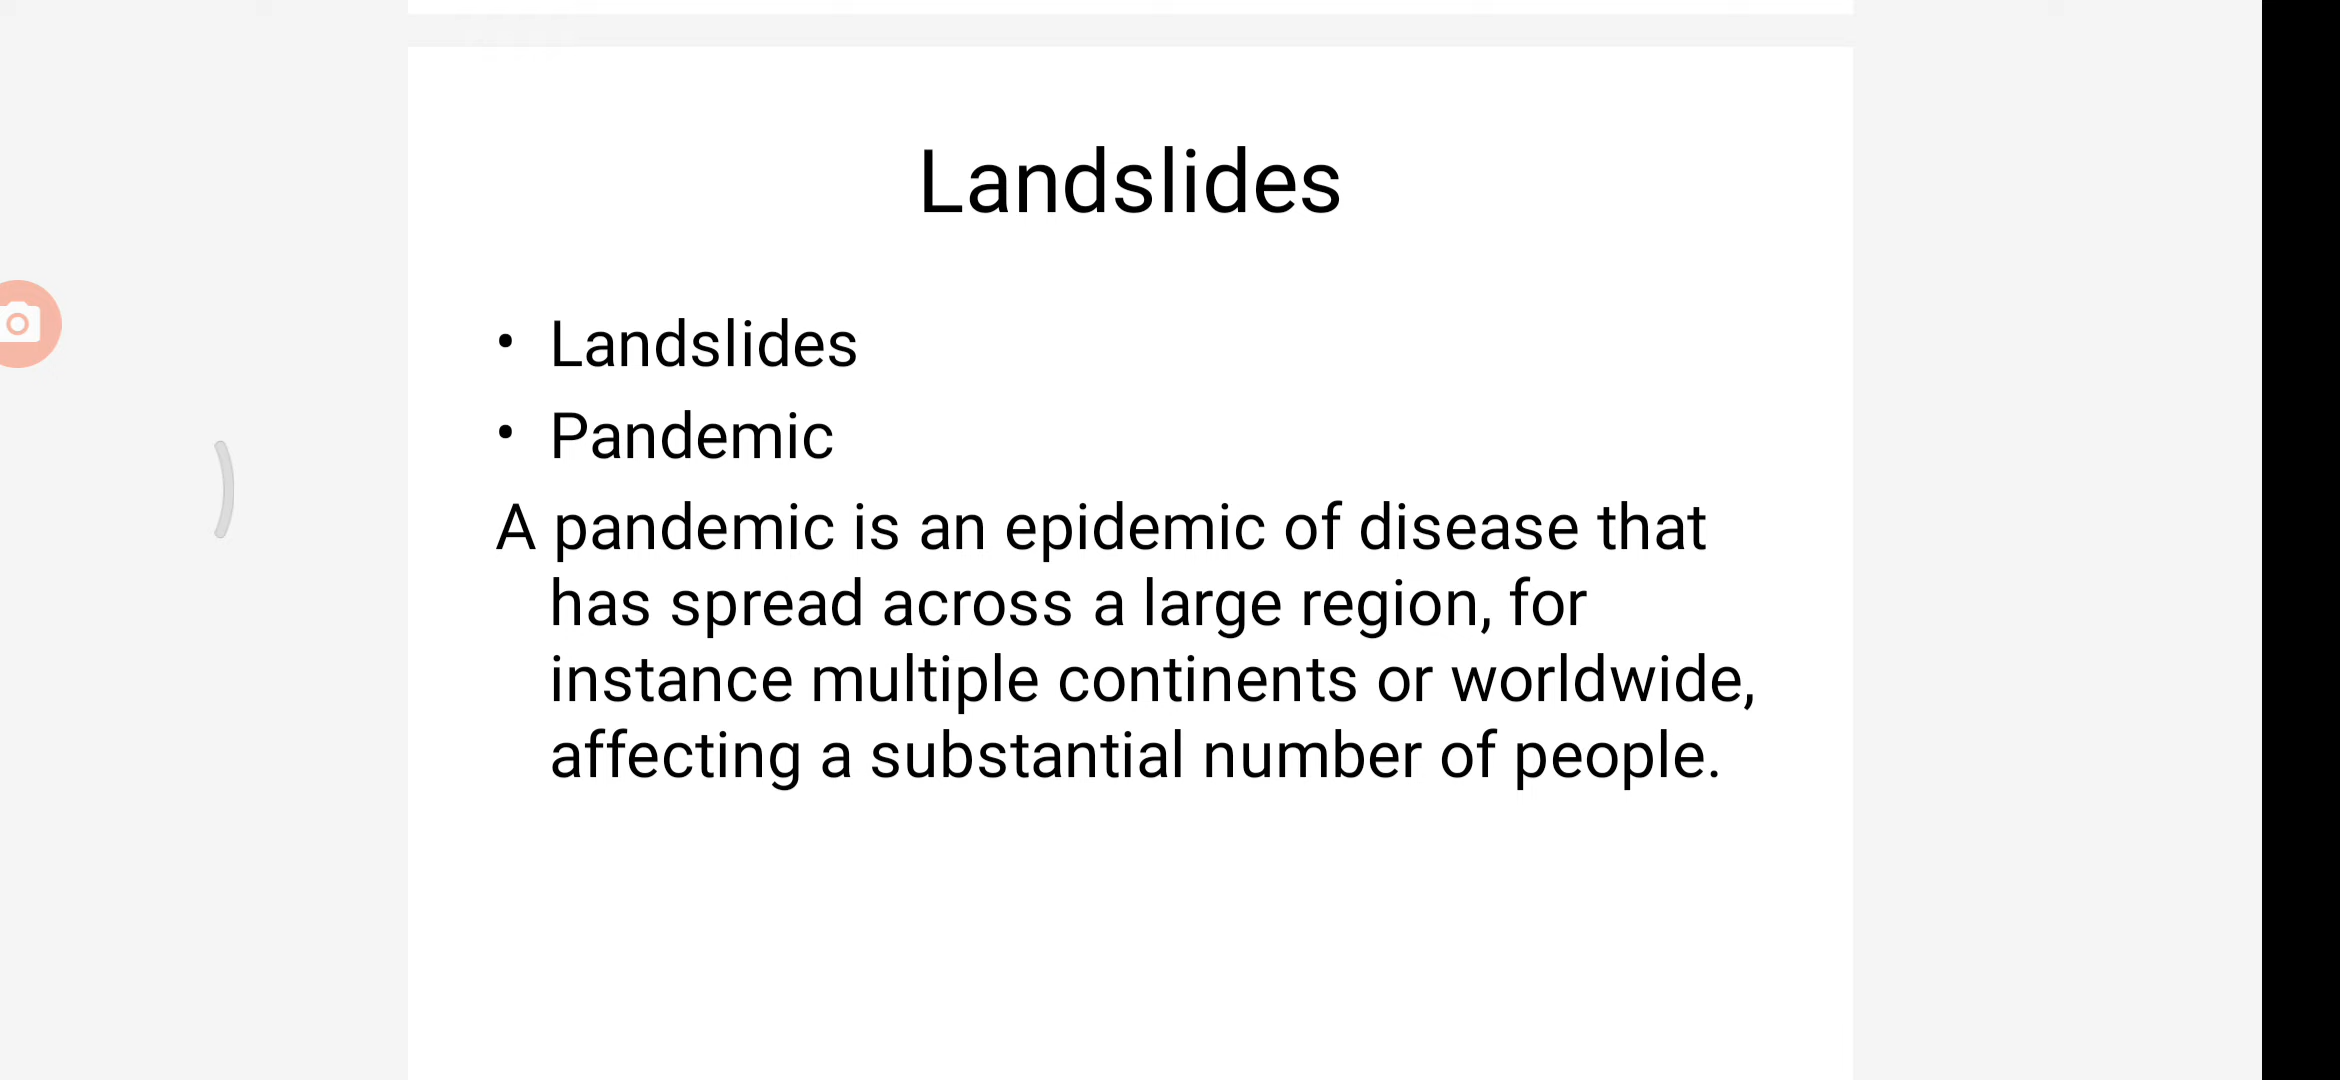 Landslides
• Landslides
• Pandemic
A pandemic is an epidemic of disease that
has spread across a large region, for
instance multiple continents or worldwide,
affecting a substantial number of people.